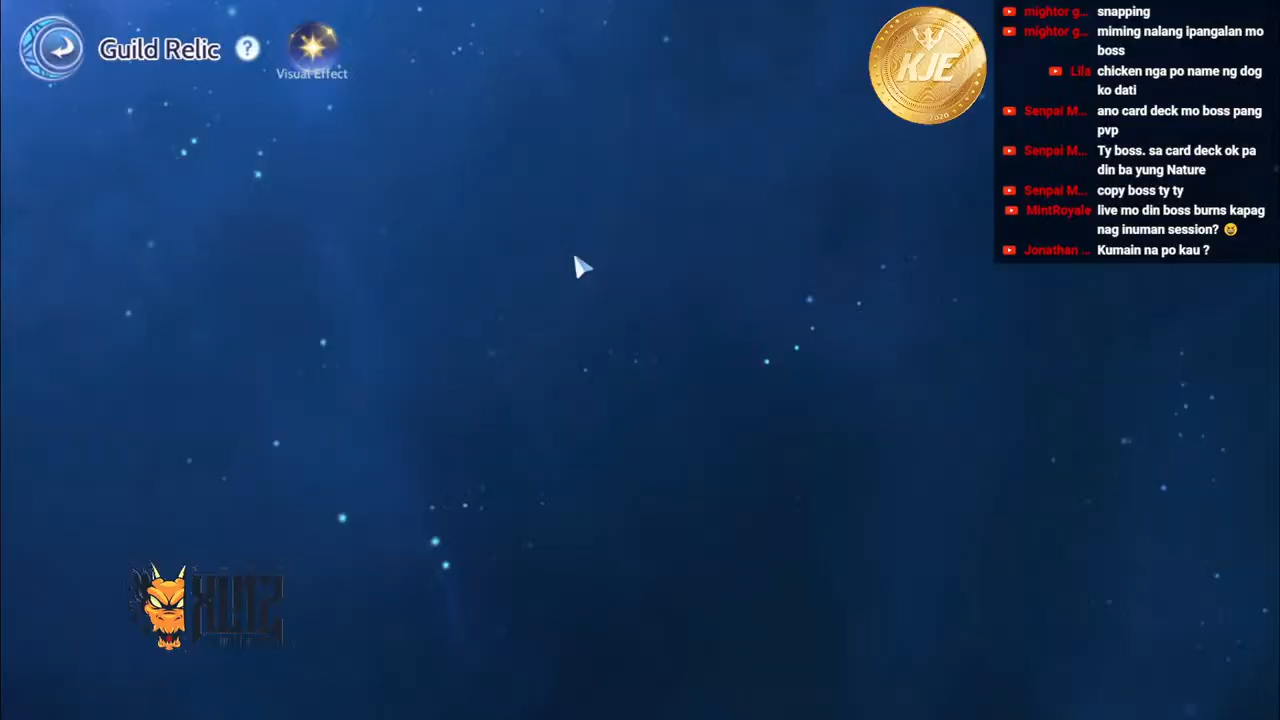 Guild Relic ?
Visual Effect
KJE
2020
mightor g... snapping
mightor g... miming nalang ipangalan mo
boss
Lila chicken nga po name ng dog
ko dati
Senpai M... ano card deck mo boss pang
pvp
Senpai M... Ty boss. sa card deck ok pa
din ba yung Nature
Senpai M... copy boss ty ty
MintRoyale live mo din boss burns kapag
nag inuman session? 😆
Jonathan ... Kumain na po kau ?